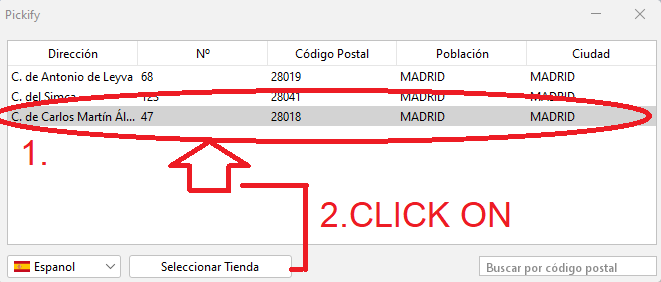 Pickify
Dirección Nº Código Postal Población Ciudad
C. de Antonio de Leyva 68 28019 MADRID MADRID
C. del Simca 123 28041 MADRID MADRID
C. de Carlos Martín Ál... 47 28018 MADRID MADRID
1.
2.CLICK ON
Espanol Seleccionar Tienda Buscar por código postal